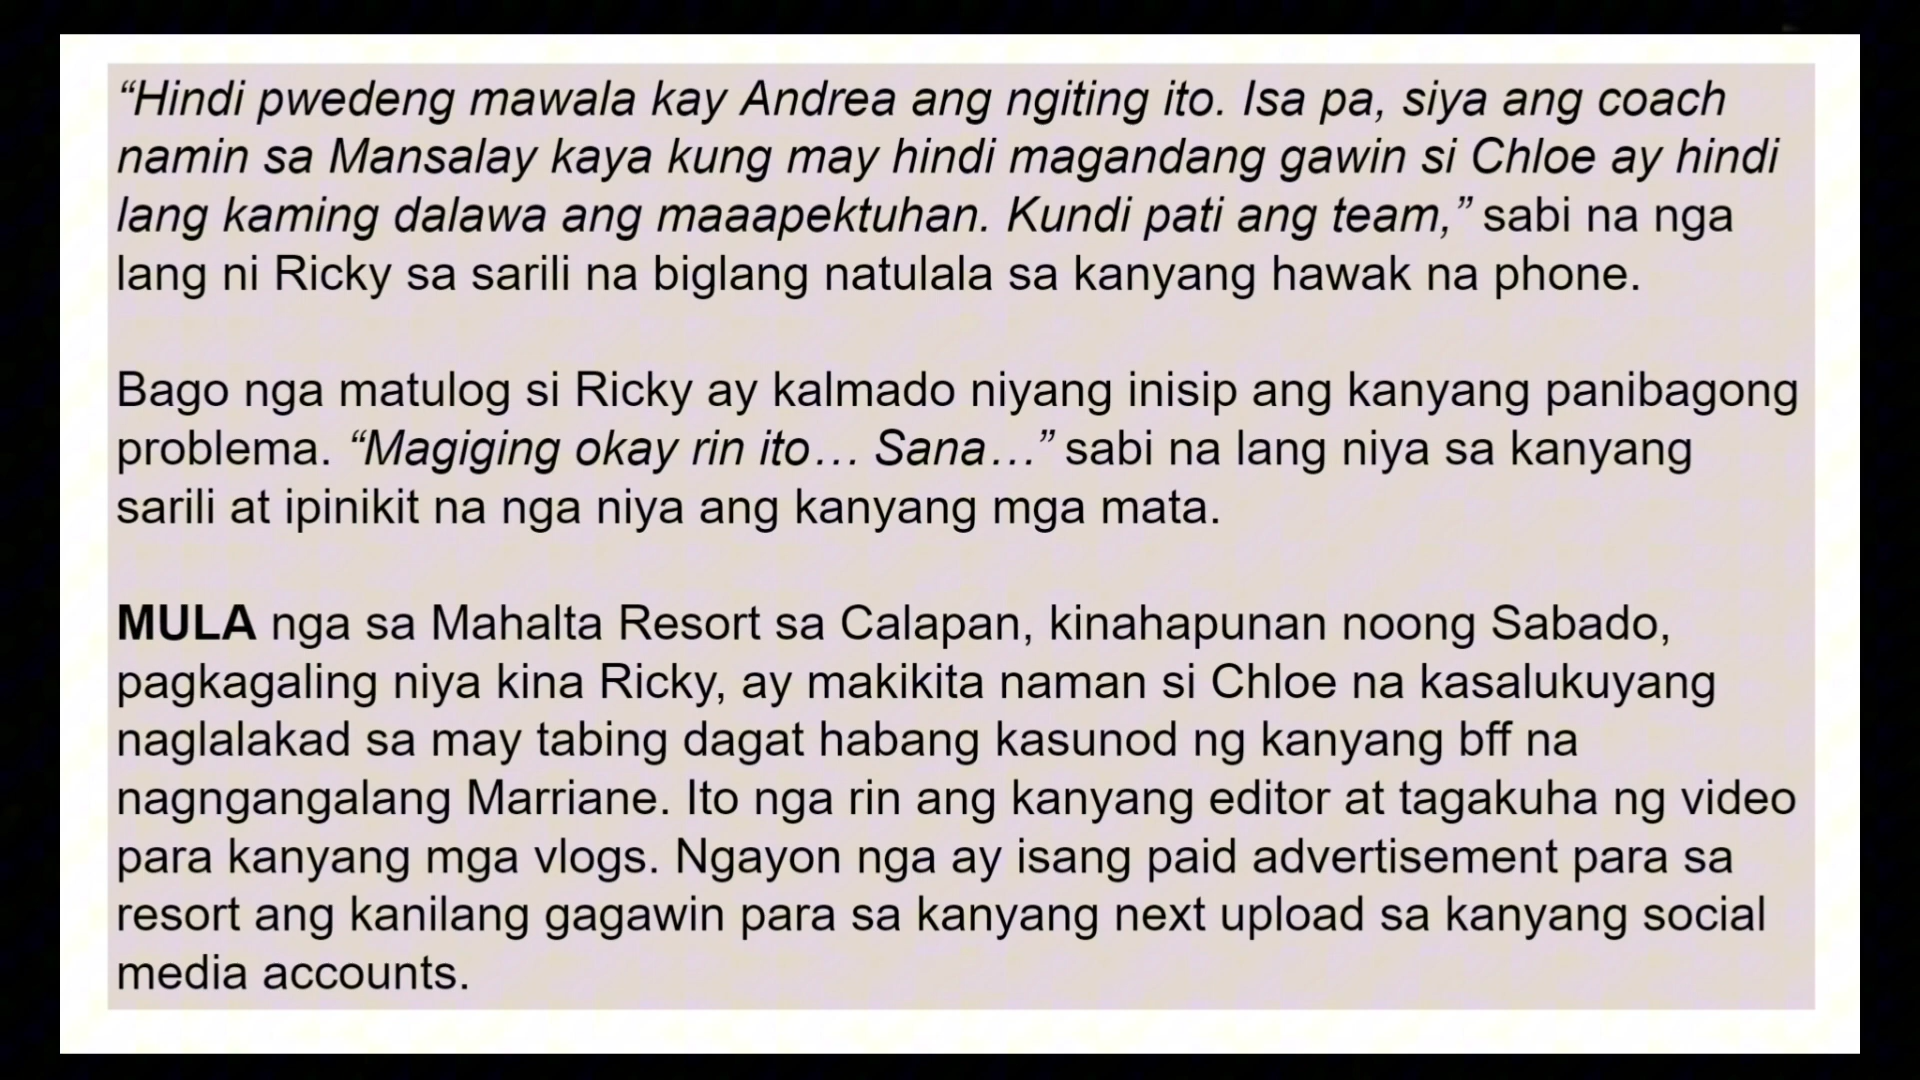 “Hindi pwedeng mawala kay Andrea ang ngiting ito. Isa pa, siya ang coach
namin sa Mansalay kaya kung may hindi magandang gawin si Chloe ay hindi
lang kaming dalawa ang maaapektuhan. Kundi pati ang team,” sabi na nga
lang ni Ricky sa sarili na biglang natulala sa kanyang hawak na phone.
Bago nga matulog si Ricky ay kalmado niyang inisip ang kanyang panibagong
problema. “Magiging okay rin ito… Sana…” sabi na lang niya sa kanyang
sarili at ipinikit na nga niya ang kanyang mga mata.
MULA nga sa Mahalta Resort sa Calapan, kinahapunan noong Sabado,
pagkagaling niya kina Ricky, ay makikita naman si Chloe na kasalukuyang
naglalakad sa may tabing dagat habang kasunod ng kanyang bff na
nagngangalang Marriane. Ito nga rin ang kanyang editor at tagakuha ng video
para kanyang mga vlogs. Ngayon nga ay isang paid advertisement para sa
resort ang kanilang gagawin para sa kanyang next upload sa kanyang social
media accounts.